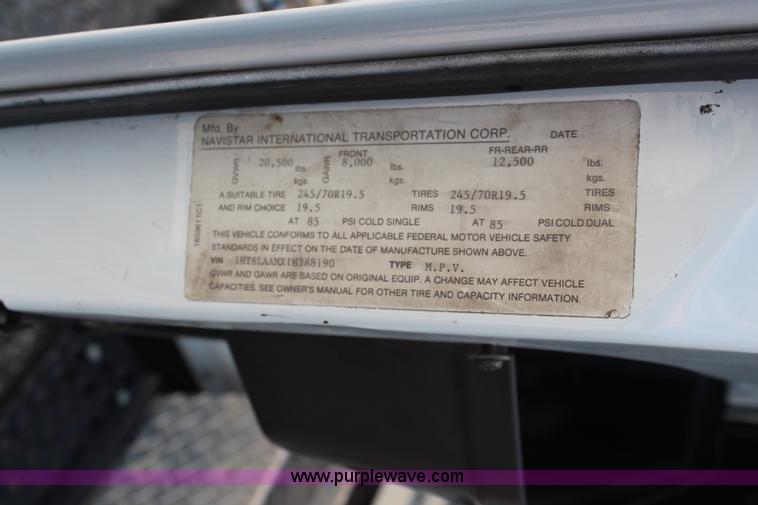 Mfd. By
NAVISTAR INTERNATIONAL TRANSPORTATION CORP. DATE
FRONT FR-REAR-RR
GVWR 20,500 lbs. GAWR 8,000 lbs. 12,500 lbs.
kgs. kgs. kgs.
A SUITABLE TIRE 245/70R19.5 TIRES 245/70R19.5 TIRES
AND RIM CHOICE 19.5 RIMS 19.5 RIMS
AT 85 PSI COLD SINGLE AT 85 PSI COLD DUAL
THIS VEHICLE CONFORMS TO ALL APPLICABLE FEDERAL MOTOR VEHICLE SAFETY
STANDARDS IN EFFECT ON THE DATE OF MANUFACTURE SHOWN ABOVE.
VIN 1HTSLAAMX1H388190 TYPE M.P.V.
GVWR AND GAWR ARE BASED ON ORIGINAL EQUIP. A CHANGE MAY AFFECT VEHICLE
CAPACITIES. SEE OWNER'S MANUAL FOR OTHER TIRE AND CAPACITY INFORMATION.
1609611C1
www.purplewave.com